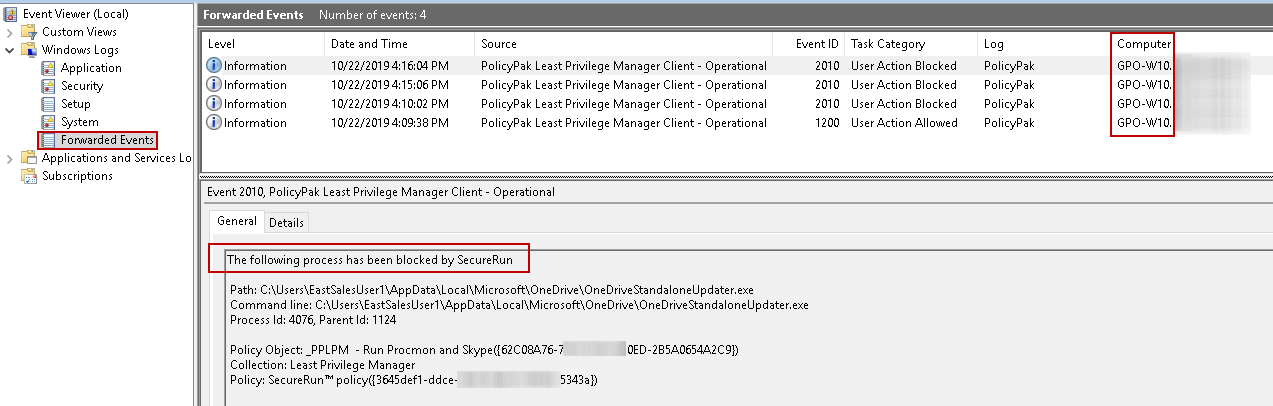 Event Viewer (Local)
Custom Views
Windows Logs
Application
Security
Setup
System
Forwarded Events
Applications and Services Lo
Subscriptions
Forwarded Events Number of events: 4
Level Date and Time Source Event ID Task Category Log Computer
Information 10/22/2019 4:16:04 PM PolicyPak Least Privilege Manager Client - Operational 2010 User Action Blocked PolicyPak GPO-W10.
Information 10/22/2019 4:15:06 PM PolicyPak Least Privilege Manager Client - Operational 2010 User Action Blocked PolicyPak GPO-W10.
Information 10/22/2019 4:10:02 PM PolicyPak Least Privilege Manager Client - Operational 2010 User Action Blocked PolicyPak GPO-W10.
Information 10/22/2019 4:09:38 PM PolicyPak Least Privilege Manager Client - Operational 1200 User Action Allowed PolicyPak GPO-W10.
Event 2010, PolicyPak Least Privilege Manager Client - Operational
General Details
The following process has been blocked by SecureRun
Path: C:\Users\EastSalesUser1\AppData\Local\Microsoft\OneDrive\OneDriveStandaloneUpdater.exe
Command line: C:\Users\EastSalesUser1\AppData\Local\Microsoft\OneDrive\OneDriveStandaloneUpdater.exe
Process Id: 4076, Parent Id: 1124
Policy Object: _PPLPM - Run Procmon and Skype({62C08A76-7 0ED-2B5A0654A2C9})
Collection: Least Privilege Manager
Policy: SecureRun™ policy({3645def1-ddce- 5343a})